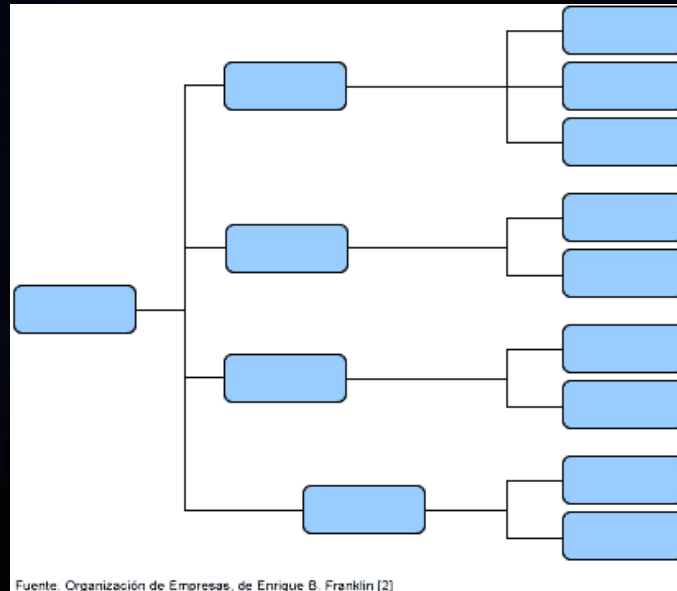 Fuente: Organización de Empresas, de Enrique B. Franklin [2]